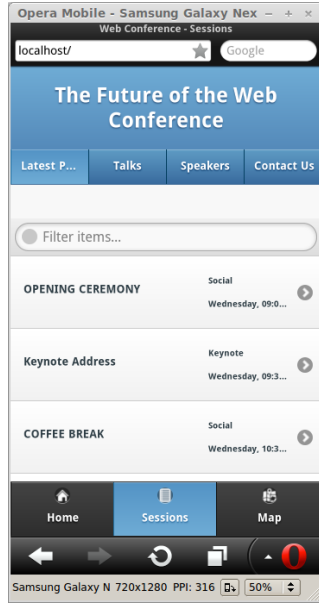 Opera Mobile - Samsung Galaxy Nex
Web Conference - Sessions
localhost/
Google
The Future of the Web
Conference
Latest P... Talks Speakers Contact Us
Filter items...
OPENING CEREMONY
Social
Wednesday, 09:0...
Keynote Address
Keynote
Wednesday, 09:3...
COFFEE BREAK
Social
Wednesday, 10:3...
Home Sessions Map
Samsung Galaxy N 720x1280 PPI: 316 50%